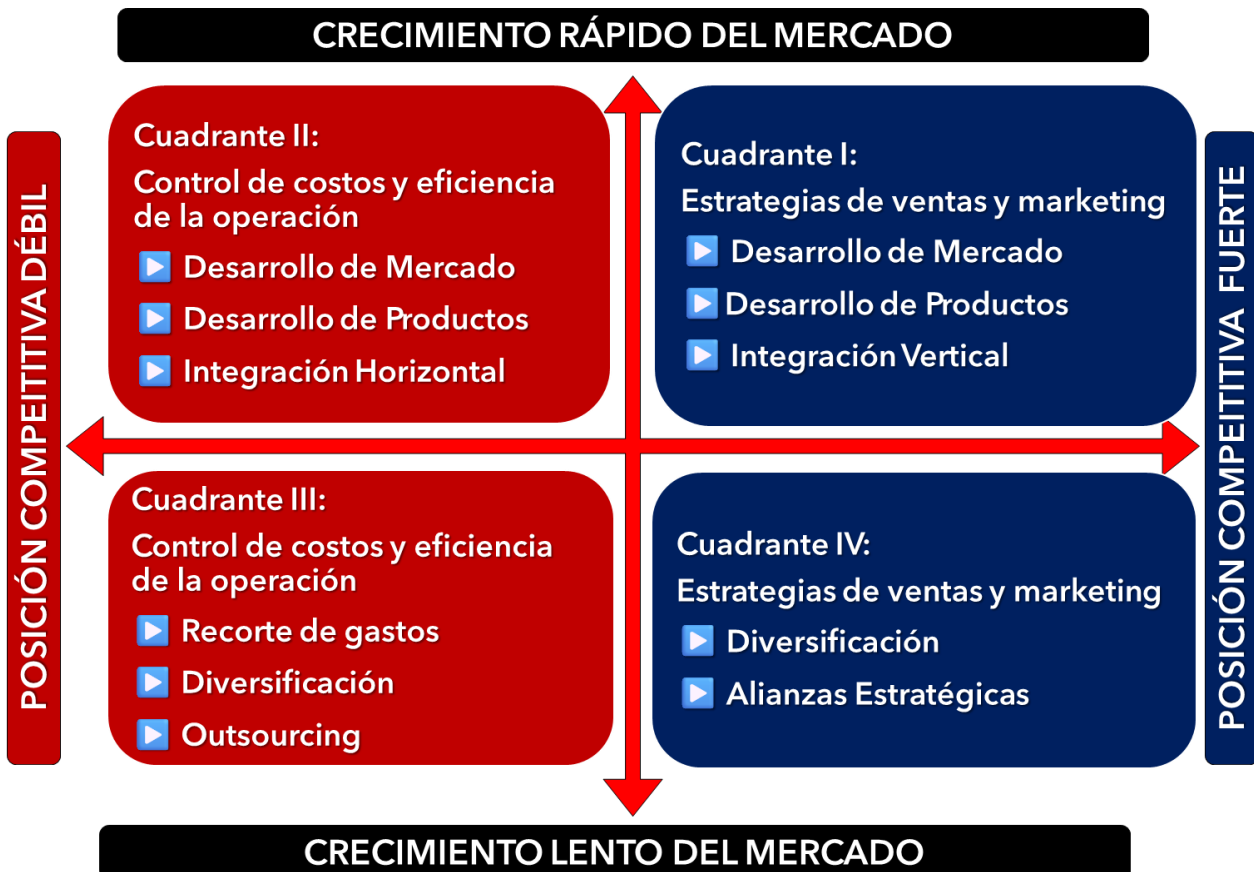 CRECIMIENTO RÁPIDO DEL MERCADO
POSICIÓN COMPEITITIVA DÉBIL
Cuadrante II:
Control de costos y eficiencia
de la operación
Desarrollo de Mercado
Desarrollo de Productos
Integración Horizontal
Cuadrante I:
Estrategias de ventas y marketing
Desarrollo de Mercado
Desarrollo de Productos
Integración Vertical
POSICIÓN COMPEITITIVA FUERTE
Cuadrante III:
Control de costos y eficiencia
de la operación
Recorte de gastos
Diversificación
Outsourcing
Cuadrante IV:
Estrategias de ventas y marketing
Diversificación
Alianzas Estratégicas
CRECIMIENTO LENTO DEL MERCADO